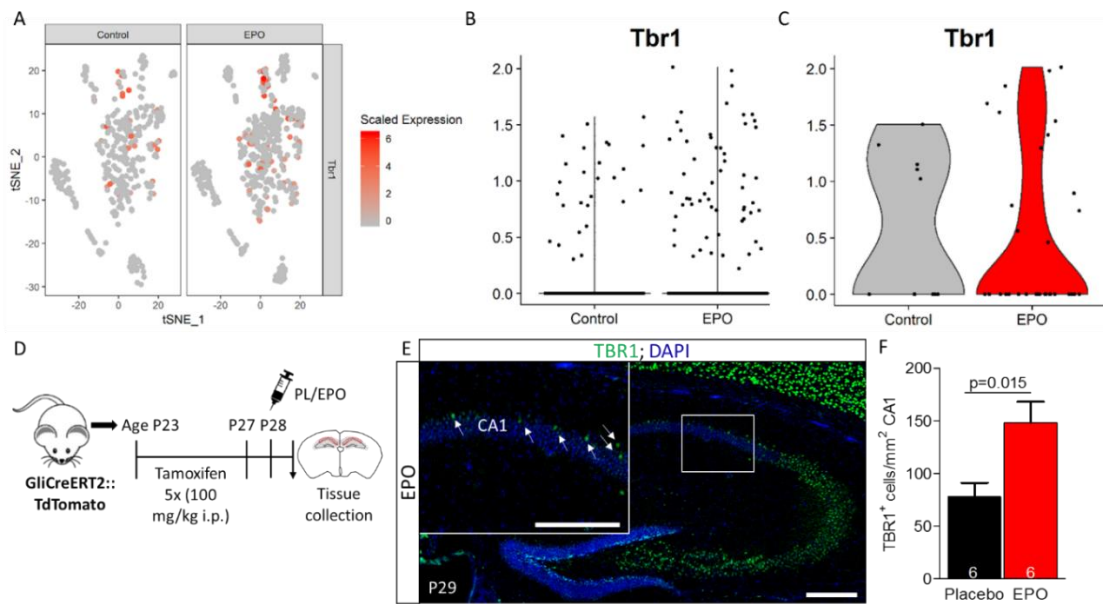 A
Control
EPO
Tbr1
20
10
0
-10
-20
-30
tSNE_2
-20
0
20
-20
0
20
tSNE_1
Scaled Expression
6
4
2
0
B
Tbr1
2.0
1.5
1.0
0.5
0.0
Control
EPO
C
Tbr1
2.0
1.5
1.0
0.5
0.0
Control
EPO
D
PL/EPO
Age P23
P27
P28
GliCreERT2::
TdTomato
Tamoxifen
5x (100
mg/kg i.p.)
Tissue
collection
E
TBR1; DAPI
EPO
CA1
P29
F
200
150
100
50
0
TBR1+ cells/mm² CA1
p=0.015
6
6
Placebo
EPO